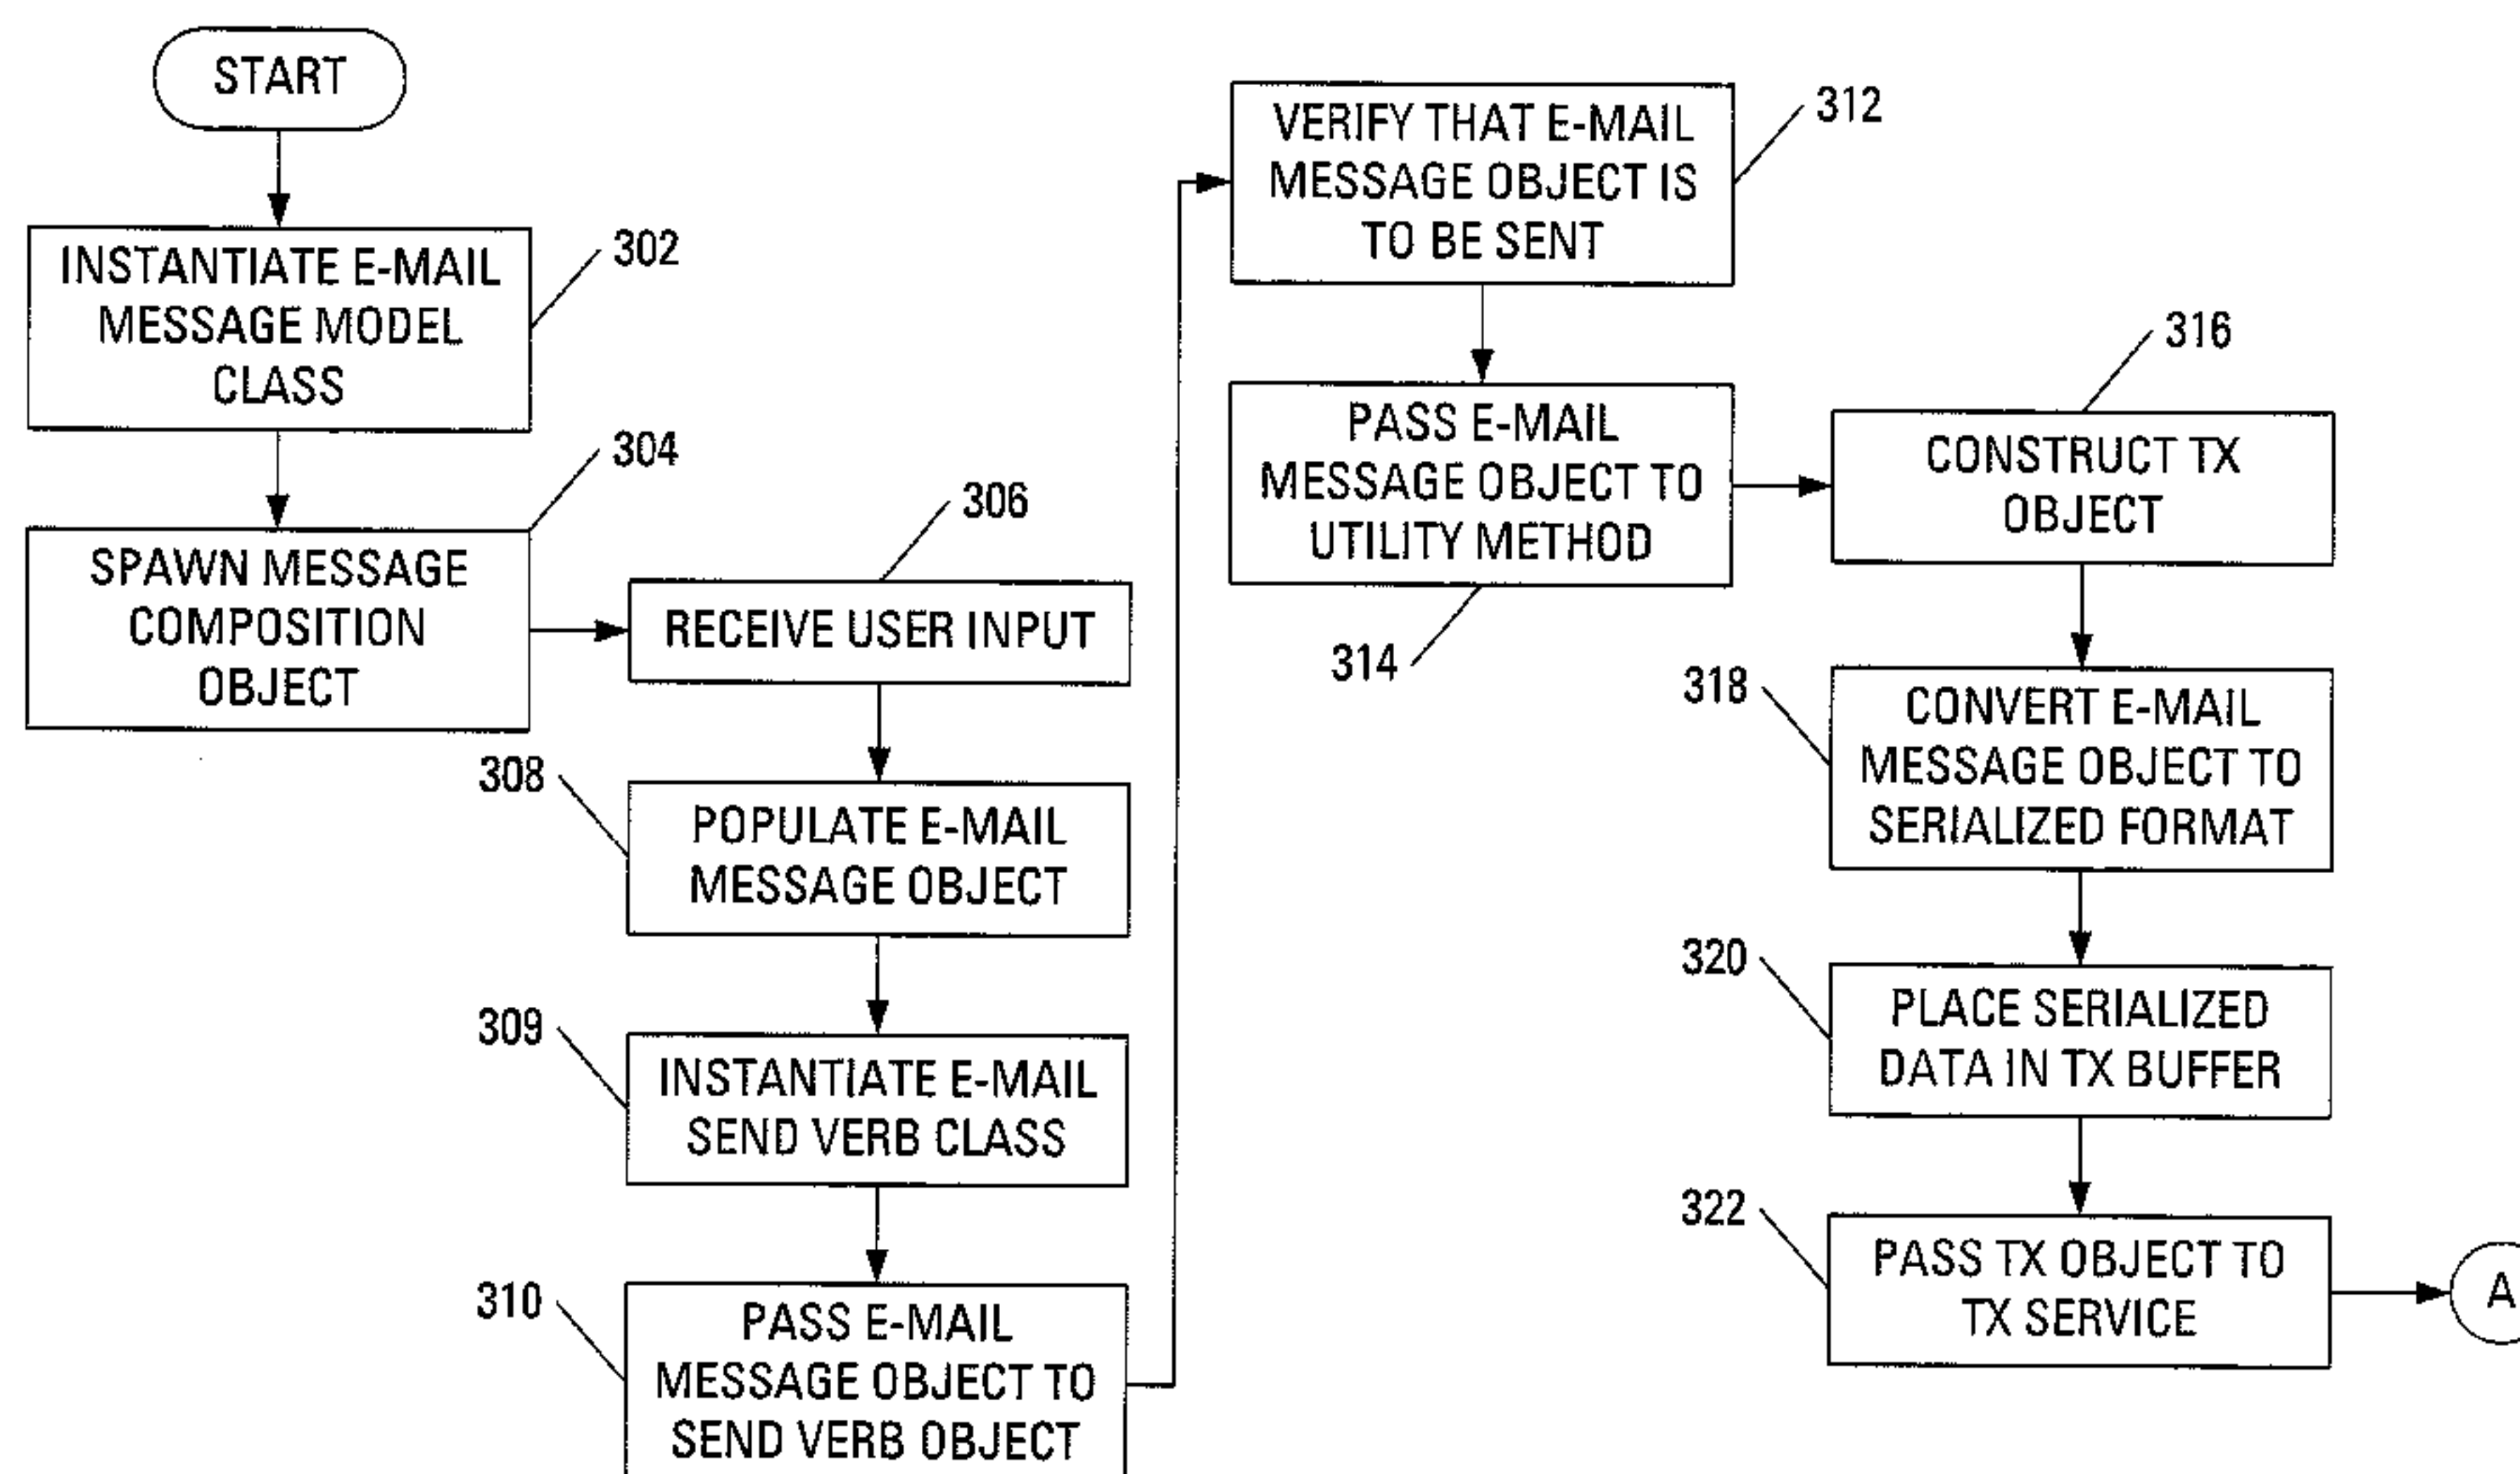 START
INSTANTIATE E-MAIL
MESSAGE MODEL
CLASS
302
SPAWN MESSAGE
COMPOSITION
OBJECT
304
RECEIVE USER INPUT
306
POPULATE E-MAIL
MESSAGE OBJECT
308
INSTANTIATE E-MAIL
SEND VERB CLASS
309
PASS E-MAIL
MESSAGE OBJECT TO
SEND VERB OBJECT
310
VERIFY THAT E-MAIL
MESSAGE OBJECT IS
TO BE SENT
312
PASS E-MAIL
MESSAGE OBJECT TO
UTILITY METHOD
314
CONSTRUCT TX
OBJECT
316
CONVERT E-MAIL
MESSAGE OBJECT TO
SERIALIZED FORMAT
318
PLACE SERIALIZED
DATA IN TX BUFFER
320
PASS TX OBJECT TO
TX SERVICE
322
A